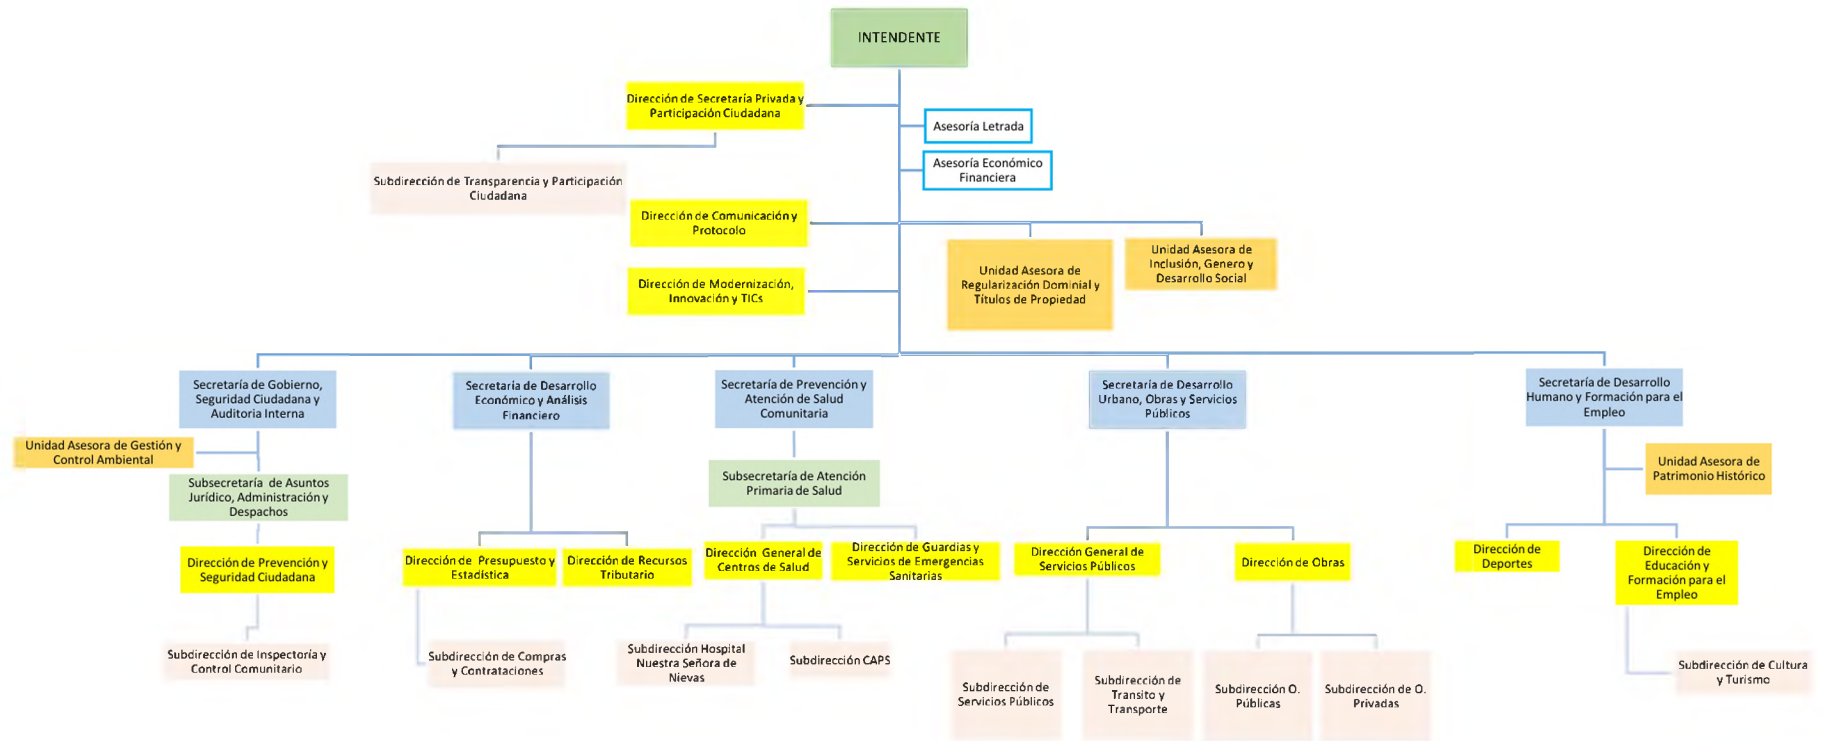 INTENDENTE
Dirección de Secretaría Privada y
Participación Ciudadana
Asesoría Letrada
Asesoría Económico
Financiera
Subdirección de Transparencia y Participación
Ciudadana
Dirección de Comunicación y
Protocolo
Unidad Asesora de
Regularización Dominial y
Títulos de Propiedad
Unidad Asesora de
Inclusión, Genero y
Desarrollo Social
Dirección de Modernización,
Innovación y TICs
Secretaría de Gobierno,
Seguridad Ciudadana y
Auditoria Interna
Secretaría de Desarrollo
Económico y Análisis
Financiero
Secretaría de Prevención y
Atención de Salud
Comunitaria
Secretaría de Desarrollo
Urbano, Obras y Servicios
Públicos
Secretaría de Desarrollo
Humano y Formación para el
Empleo
Unidad Asesora de Gestión y
Control Ambiental
Unidad Asesora de
Patrimonio Histórico
Subsecretaría de Asuntos
Jurídico, Administración y
Despachos
Subsecretaría de Atención
Primaria de Salud
Dirección de Prevención y
Seguridad Ciudadana
Dirección de Presupuesto y
Estadística
Dirección de Recursos
Tributario
Dirección General de
Centros de Salud
Dirección de Guardias y
Servicios de Emergencias
Sanitarias
Dirección General de
Servicios Públicos
Dirección de Obras
Dirección de
Deportes
Dirección de
Educación y
Formación para el
Empleo
Subdirección de Inspectoría y
Control Comunitario
Subdirección de Compras
y Contrataciones
Subdirección Hospital
Nuestra Señora de
Nievas
Subdirección CAPS
Subdirección de
Servicios Públicos
Subdirección de
Transito y
Transporte
Subdirección O.
Públicas
Subdirección de O.
Privadas
Subdirección de Cultura
y Turismo